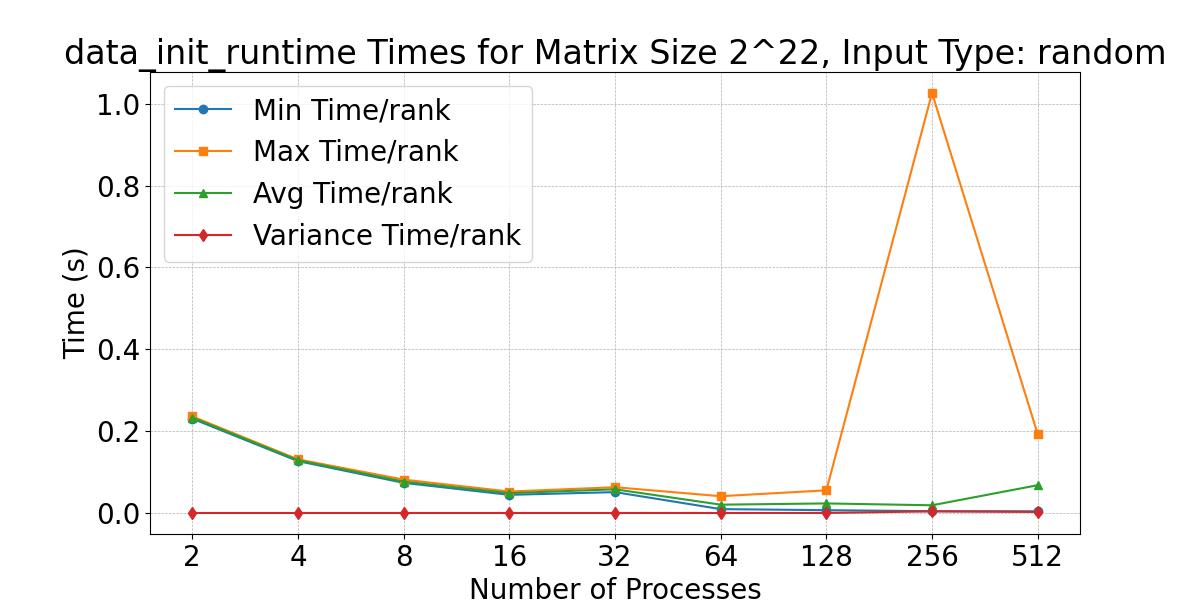 data_init_runtime Times for Matrix Size 2^22, Input Type: random
Min Time/rank
Max Time/rank
Avg Time/rank
Variance Time/rank
Time (s)
1.0
0.8
0.6
0.4
0.2
0.0
2 4 8 16 32 64 128 256 512
Number of Processes